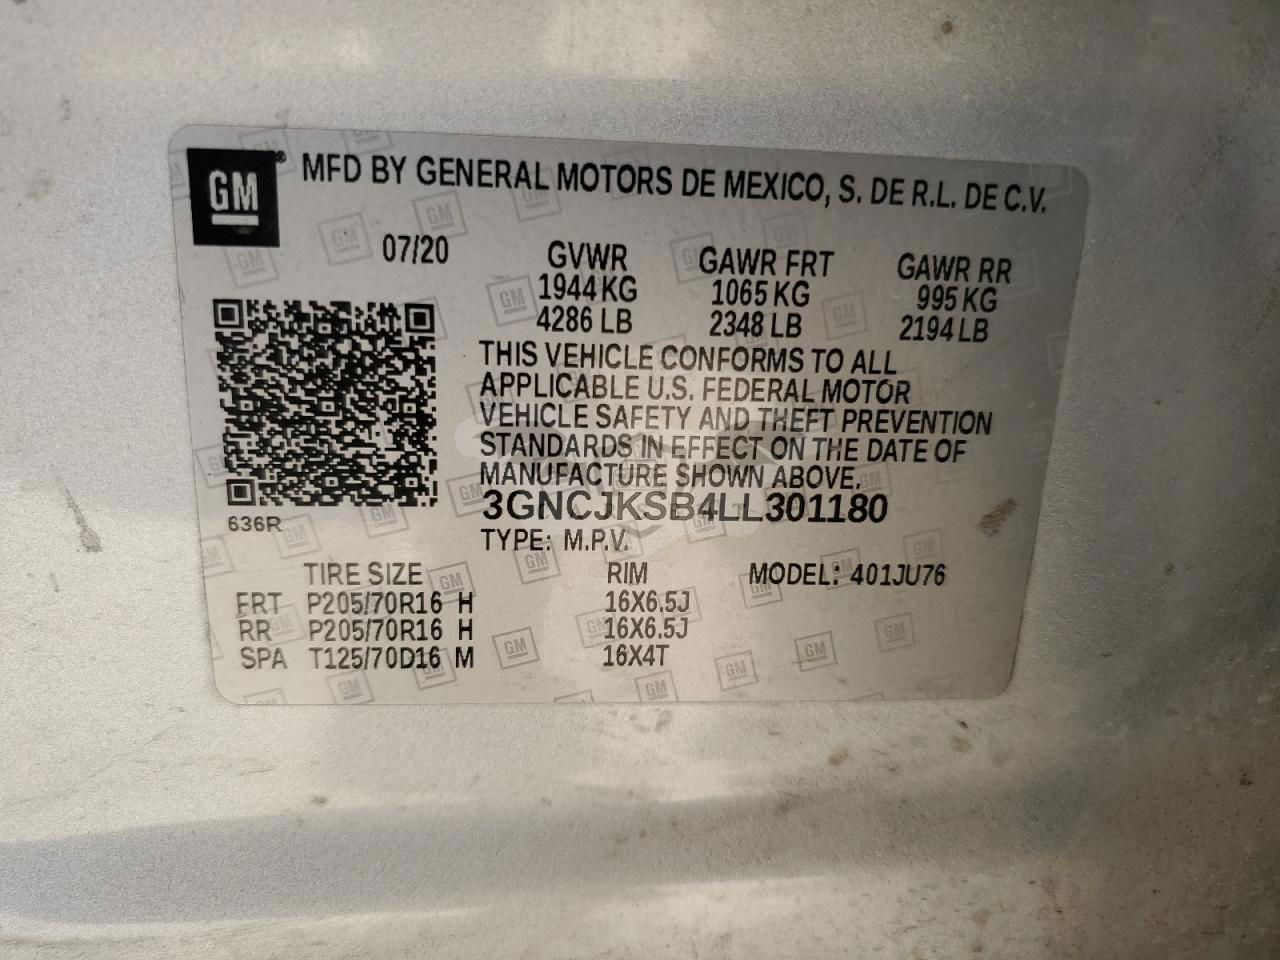 GM
MFD BY GENERAL MOTORS DE MEXICO, S. DE R.L. DE C.V.
07/20 GVWR GAWR FRT GAWR RR
1944 KG 1065 KG 995 KG
4286 LB 2348 LB 2194 LB
THIS VEHICLE CONFORMS TO ALL
APPLICABLE U.S. FEDERAL MOTOR
VEHICLE SAFETY AND THEFT PREVENTION
STANDARDS IN EFFECT ON THE DATE OF
MANUFACTURE SHOWN ABOVE.
3GNCJKSB4LL301180
636R
TYPE: M.P.V.
TIRE SIZE RIM MODEL: 401JU76
FRT P205/70R16 H 16X6.5J
RR P205/70R16 H 16X6.5J
SPA T125/70D16 M 16X4T